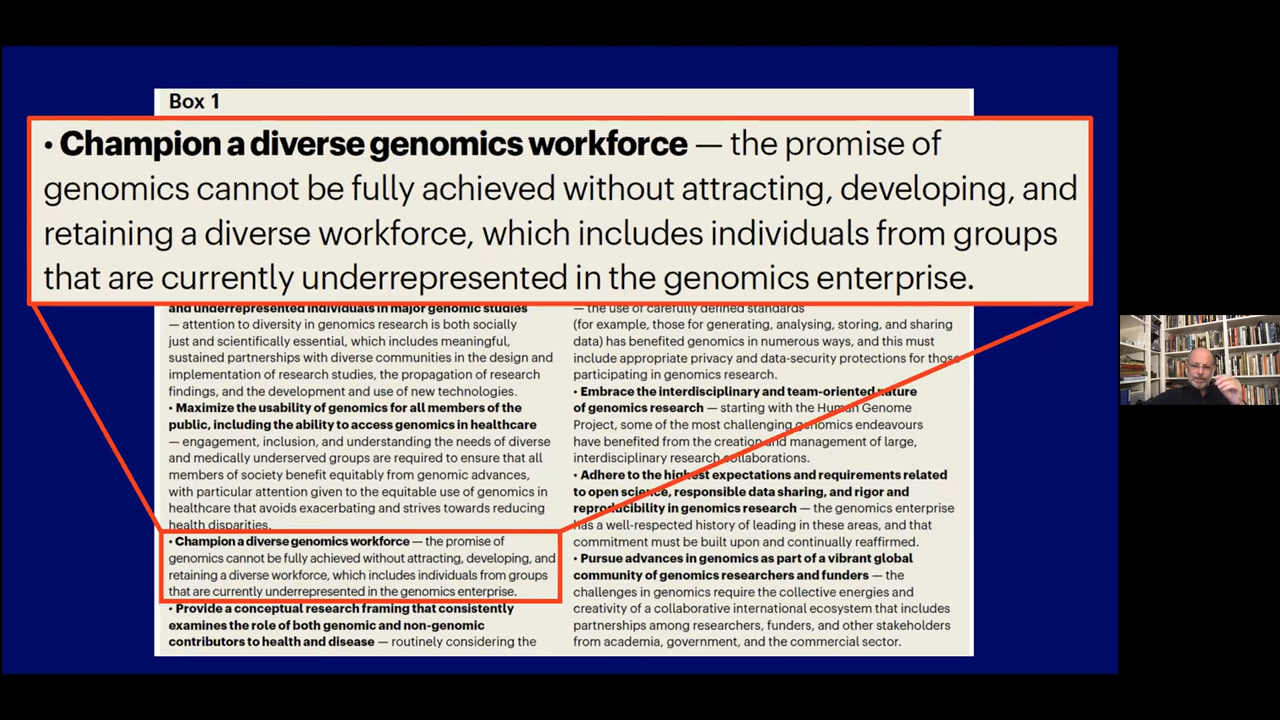 Box 1
• Champion a diverse genomics workforce — the promise of
genomics cannot be fully achieved without attracting, developing, and
retaining a diverse workforce, which includes individuals from groups
that are currently underrepresented in the genomics enterprise.
and underrepresented individuals in major genomic studies
— attention to diversity in genomics research is both socially
just and scientifically essential, which includes meaningful,
sustained partnerships with diverse communities in the design and
implementation of research studies, the propagation of research
findings, and the development and use of new technologies.
• Maximize the usability of genomics for all members of the
public, including the ability to access genomics in healthcare
— engagement, inclusion, and understanding the needs of diverse
and medically underserved groups are required to ensure that all
members of society benefit equitably from genomic advances,
with particular attention given to the equitable use of genomics in
healthcare that avoids exacerbating and strives towards reducing
health disparities.
• Champion a diverse genomics workforce — the promise of
genomics cannot be fully achieved without attracting, developing, and
retaining a diverse workforce, which includes individuals from groups
that are currently underrepresented in the genomics enterprise.
• Provide a conceptual research framing that consistently
examines the role of both genomic and non-genomic
contributors to health and disease — routinely considering the
— the use of carefully defined standards
(for example, those for generating, analysing, storing, and sharing
data) has benefited genomics in numerous ways, and this must
include appropriate privacy and data-security protections for those
participating in genomics research.
• Embrace the interdisciplinary and team-oriented nature
of genomics research — starting with the Human Genome
Project, some of the most challenging genomics endeavours
have benefited from the creation and management of large,
interdisciplinary research collaborations.
• Adhere to the highest expectations and requirements related
to open science, responsible data sharing, and rigor and
reproducibility in genomics research — the genomics enterprise
has a well-respected history of leading in these areas, and that
commitment must be built upon and continually reaffirmed.
• Pursue advances in genomics as part of a vibrant global
community of genomics researchers and funders — the
challenges in genomics require the collective energies and
creativity of a collaborative international ecosystem that includes
partnerships among researchers, funders, and other stakeholders
from academia, government, and the commercial sector.